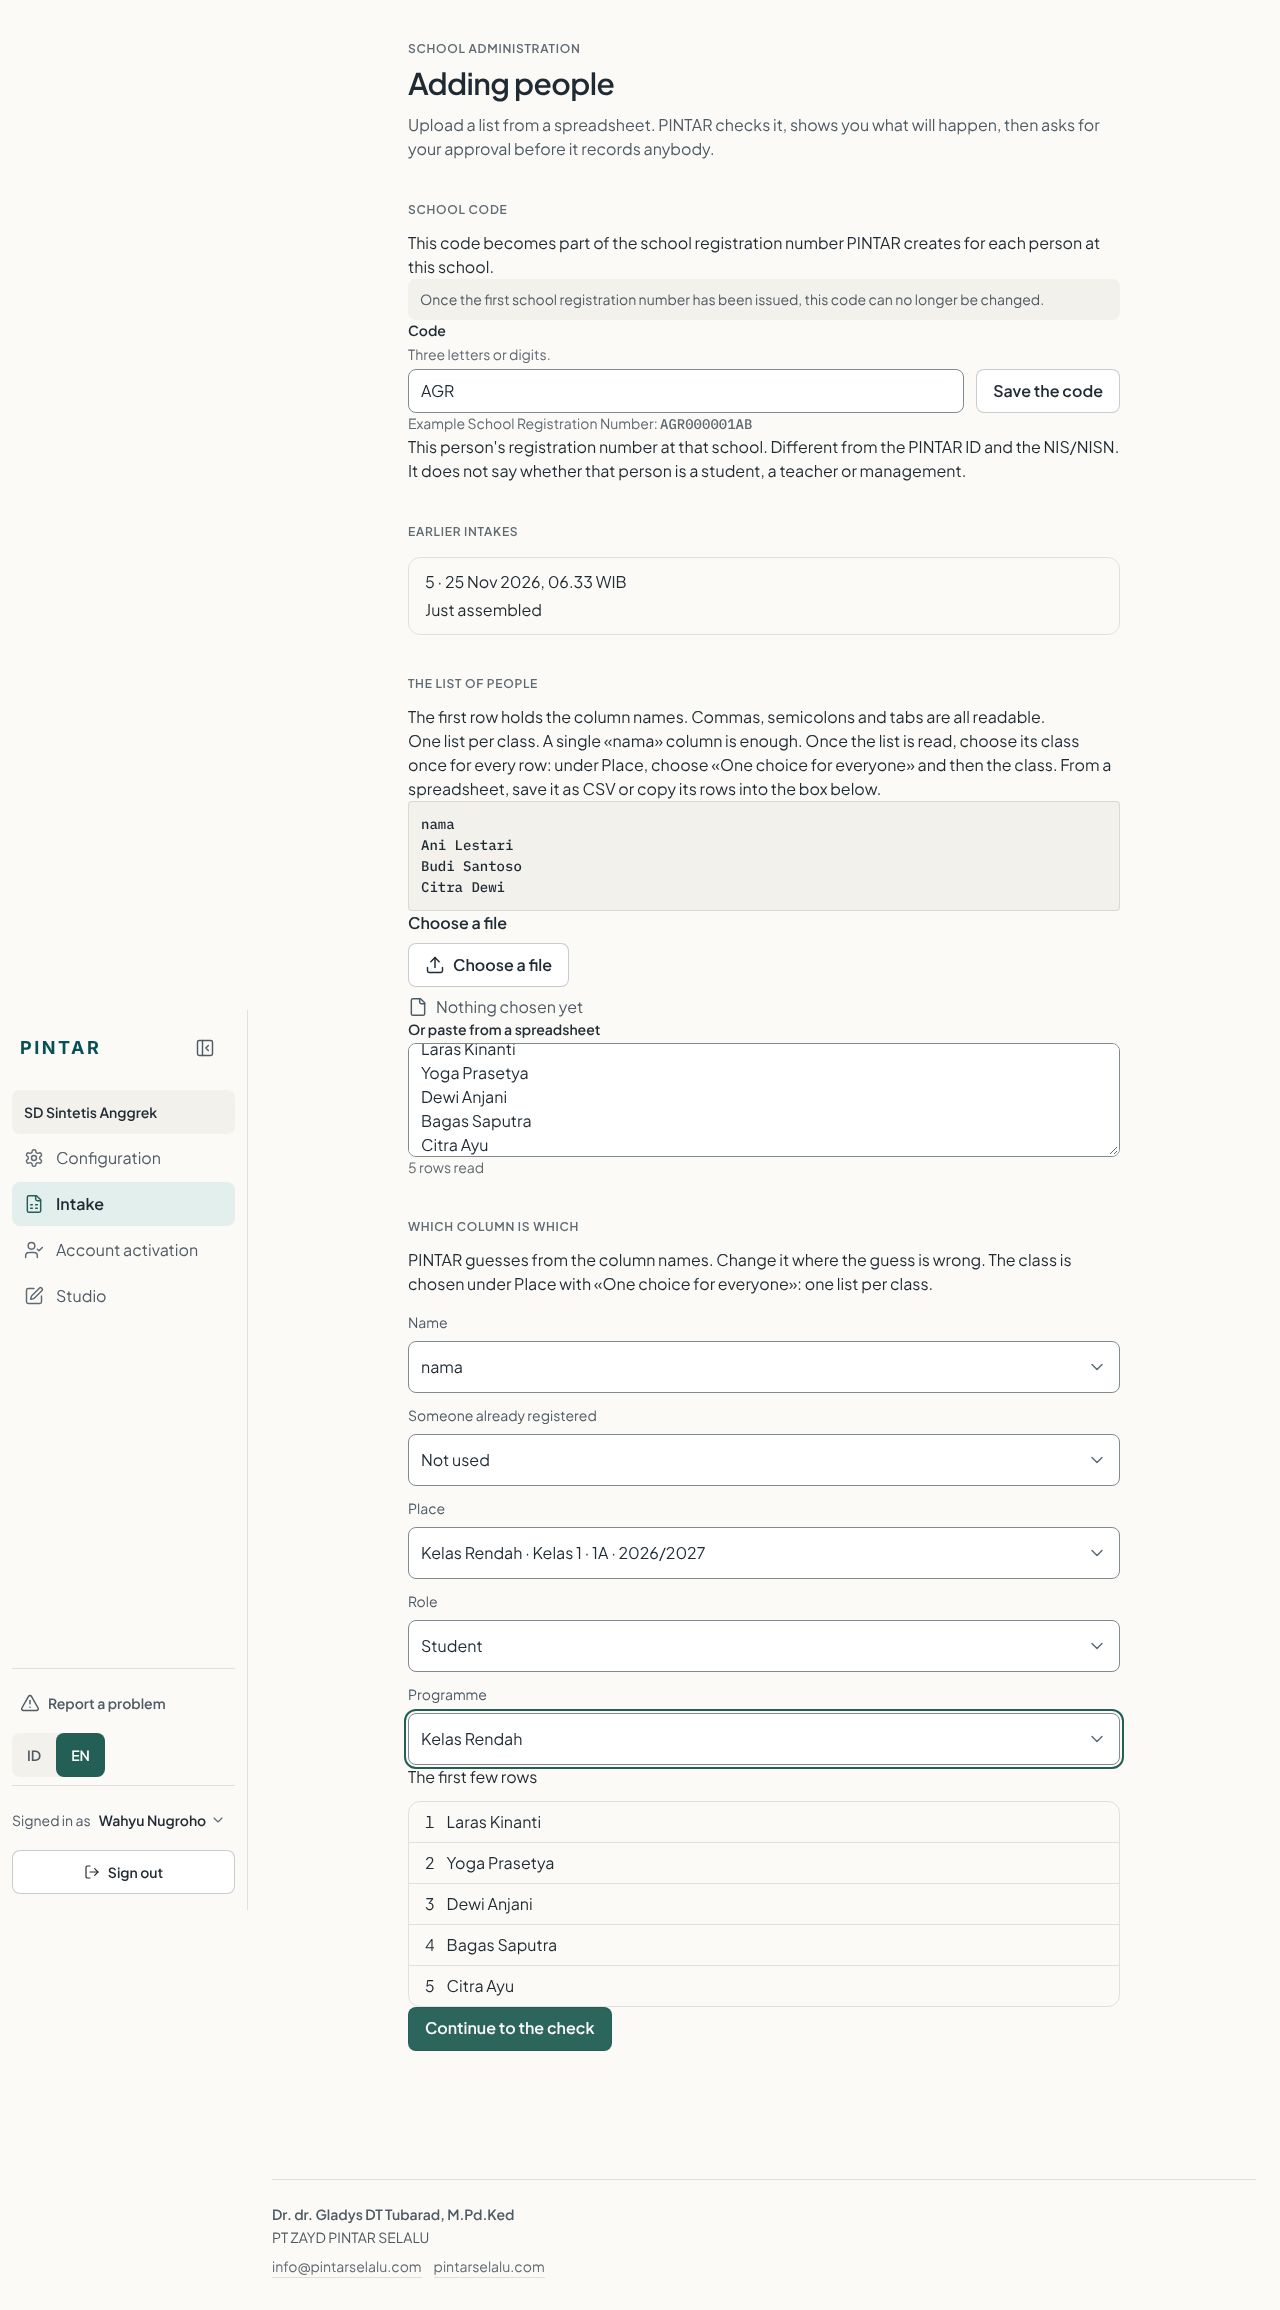 SCHOOL ADMINISTRATION
Adding people
Upload a list from a spreadsheet. PINTAR checks it, shows you what will happen, then asks for
your approval before it records anybody.
SCHOOL CODE
This code becomes part of the school registration number PINTAR creates for each person at
this school.
Once the first school registration number has been issued, this code can no longer be changed.
Code
Three letters or digits.
AGR
Save the code
Example School Registration Number: AGR000001AB
This person's registration number at that school. Different from the PINTAR ID and the NIS/NISN.
It does not say whether that person is a student, a teacher or management.
EARLIER INTAKES
5 · 25 Nov 2026, 06.33 WIB
Just assembled
THE LIST OF PEOPLE
The first row holds the column names. Commas, semicolons and tabs are all readable.
One list per class. A single «nama» column is enough. Once the list is read, choose its class
once for every row: under Place, choose «One choice for everyone» and then the class. From a
spreadsheet, save it as CSV or copy its rows into the box below.
nama
Ani Lestari
Budi Santoso
Citra Dewi
Choose a file
Choose a file
Nothing chosen yet
Or paste from a spreadsheet
Laras Kinanti
Yoga Prasetya
Dewi Anjani
Bagas Saputra
Citra Ayu
5 rows read
WHICH COLUMN IS WHICH
PINTAR guesses from the column names. Change it where the guess is wrong. The class is
chosen under Place with «One choice for everyone»: one list per class.
Name
nama
Someone already registered
Not used
Place
Kelas Rendah · Kelas 1 · 1A · 2026/2027
Role
Student
Programme
Kelas Rendah
The first few rows
1 Laras Kinanti
2 Yoga Prasetya
3 Dewi Anjani
4 Bagas Saputra
5 Citra Ayu
Continue to the check
PINTAR
SD Sintetis Anggrek
Configuration
Intake
Account activation
Studio
Report a problem
ID EN
Signed in as Wahyu Nugroho
Sign out
Dr. dr. Gladys DT Tubarad, M.Pd.Ked
PT ZAYD PINTAR SELALU
info@pintarselalu.com pintarselalu.com